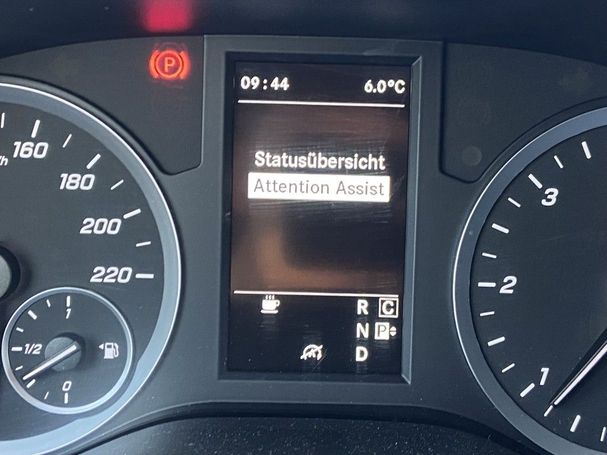 P
09:44 6.0°C
/h
160
180
200
220
Statusübersicht
Attention Assist
R C
N P
D
1
1/2
0
3
2
1